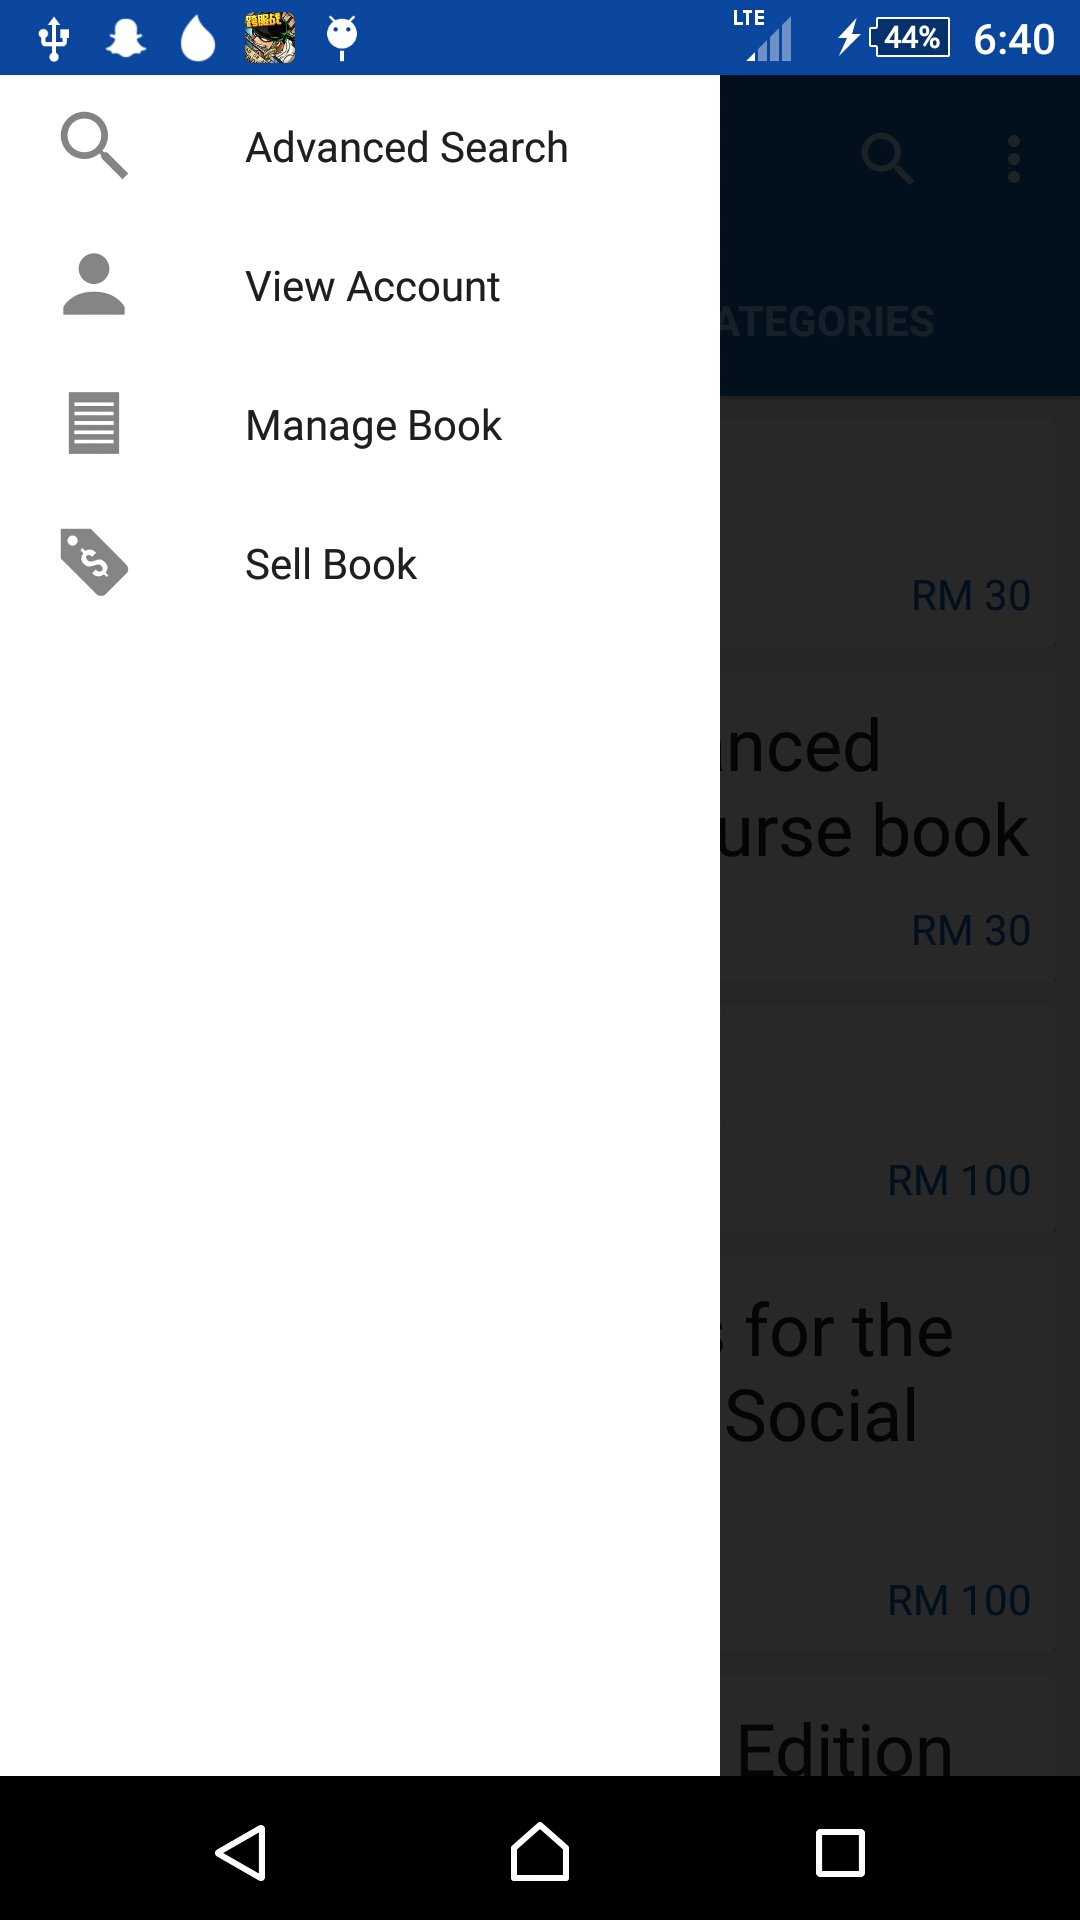 LTE 44% 6:40
Advanced Search
View Account
Manage Book
Sell Book
ATEGORIES
RM 30
nced
urse book
RM 30
RM 100
for the
Social
RM 100
Edition